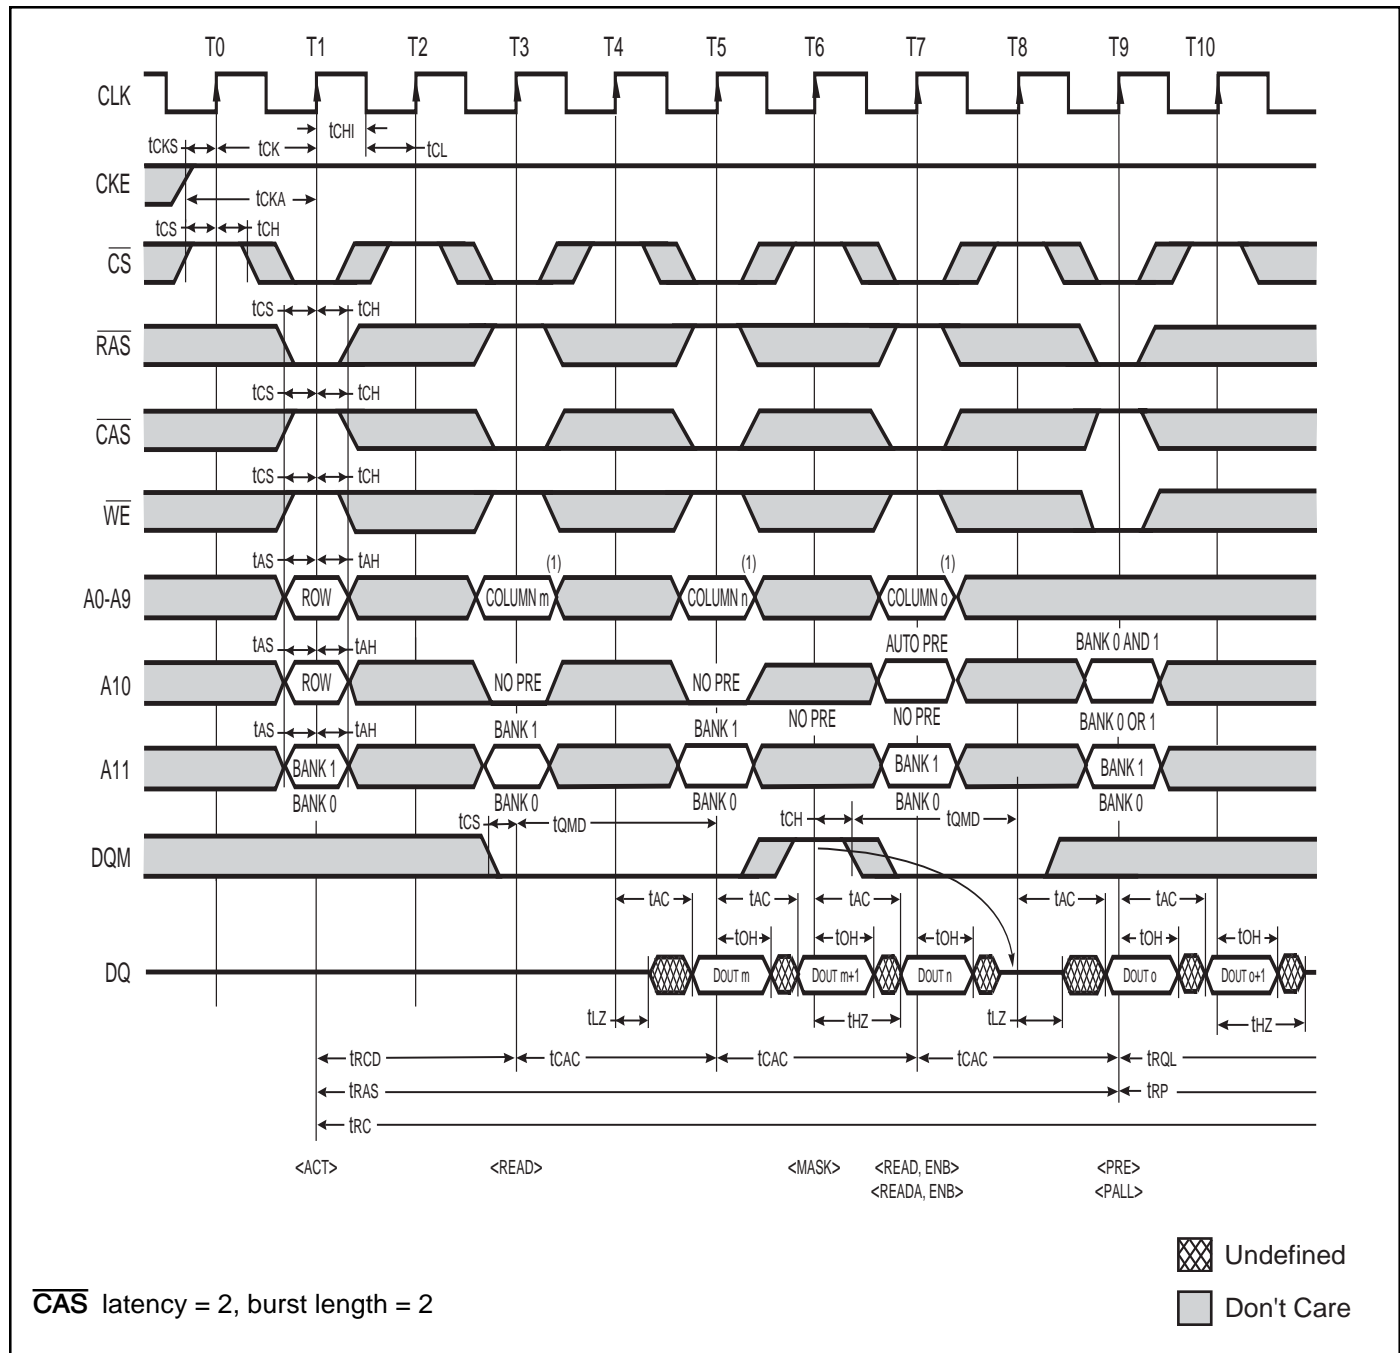 T0 T1 T2 T3 T4 T5 T6 T7 T8 T9 T10
CLK
tCHI
tCKS tCK tCL
CKE
tCKA
tCS tCH
CS
tCS tCH
RAS
tCS tCH
CAS
tCS tCH
WE
tAS tAH (1) (1) (1)
A0-A9 ROW COLUMN m COLUMN n COLUMN o
tAS tAH AUTO PRE BANK 0 AND 1
A10 ROW NO PRE NO PRE
NO PRE NO PRE BANK 0 OR 1
tAS tAH BANK 1 BANK 1
A11 BANK 1 BANK 1 BANK 1
BANK 0 BANK 0 BANK 0 BANK 0 BANK 0
tCS tQMD tCH tQMD
DQM
tAC tAC tAC tAC tAC
tOH tOH tOH tOH tOH
DQ DOUT m DOUT m+1 DOUT n DOUT o DOUT o+1
tLZ tHZ tLZ tHZ
tRCD tCAC tCAC tCAC tRQL
tRAS tRP
tRC
<ACT> <READ> <MASK> <READ, ENB> <PRE>
<READA, ENB> <PALL>
Undefined
CAS latency = 2, burst length = 2
Don't Care